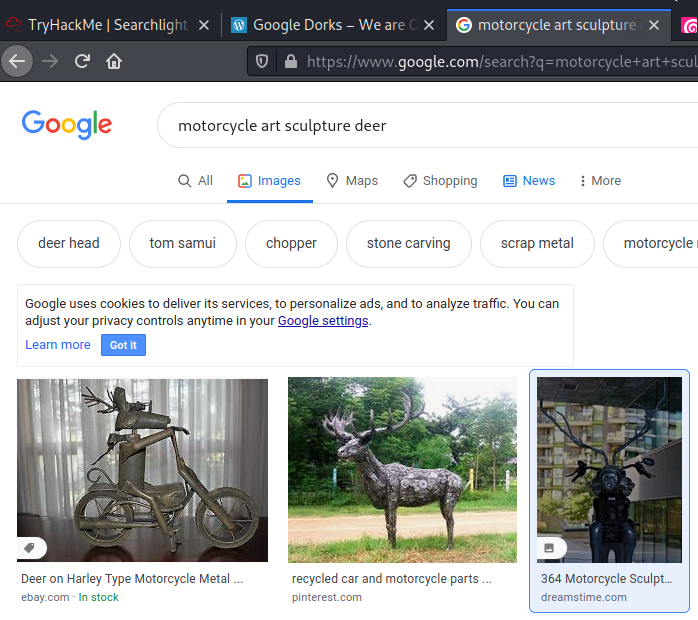 TryHackMe | Searchlight
Google Dorks – We are
motorcycle art sculpture
https://www.google.com/search?q=motorcycle+art+scul
Google
motorcycle art sculpture deer
All Images Maps Shopping News More
deer head tom samui chopper stone carving scrap metal motorcycle
Google uses cookies to deliver its services, to personalize ads, and to analyze traffic. You can
adjust your privacy controls anytime in your Google settings.
Learn more Got it
Deer on Harley Type Motorcycle Metal ...
ebay.com · In stock
recycled car and motorcycle parts ...
pinterest.com
364 Motorcycle Sculpt...
dreamstime.com